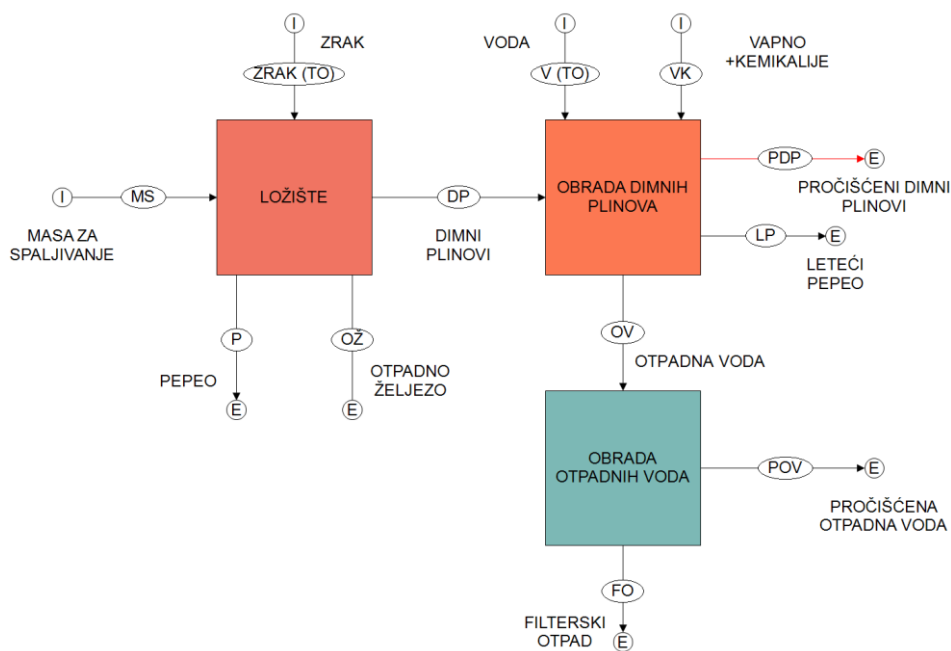 I
ZRAK
ZRAK (TO)
I
VODA
V (TO)
I
VAPNO
+KEMIKALIJE
VK
I
MS
MASA ZA
SPALJIVANJE
LOŽIŠTE
DP
DIMNI
PLINOVI
OBRADA DIMNIH
PLINOVA
PDP
E
PROČIŠĆENI DIMNI
PLINOVI
LP
E
LETEĆI
PEPEO
P
PEPEO
E
OŽ
OTPADNO
ŽELJEZO
E
OV
OTPADNA VODA
OBRADA
OTPADNIH VODA
POV
E
PROČIŠĆENA
OTPADNA VODA
FO
FILTERSKI
OTPAD
E